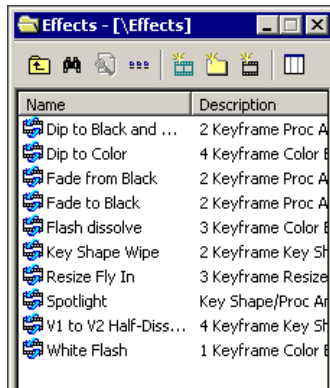 Effects - [\Effects]
Name Description
Dip to Black and ... 2 Keyframe Proc A
Dip to Color 4 Keyframe Color E
Fade from Black 2 Keyframe Proc A
Fade to Black 2 Keyframe Proc A
Flash dissolve 3 Keyframe Color E
Key Shape Wipe 2 Keyframe Key Sh
Resize Fly In 3 Keyframe Resize
Spotlight Key Shape/Proc An
V1 to V2 Half-Diss... 4 Keyframe Key Sh
White Flash 1 Keyframe Color E